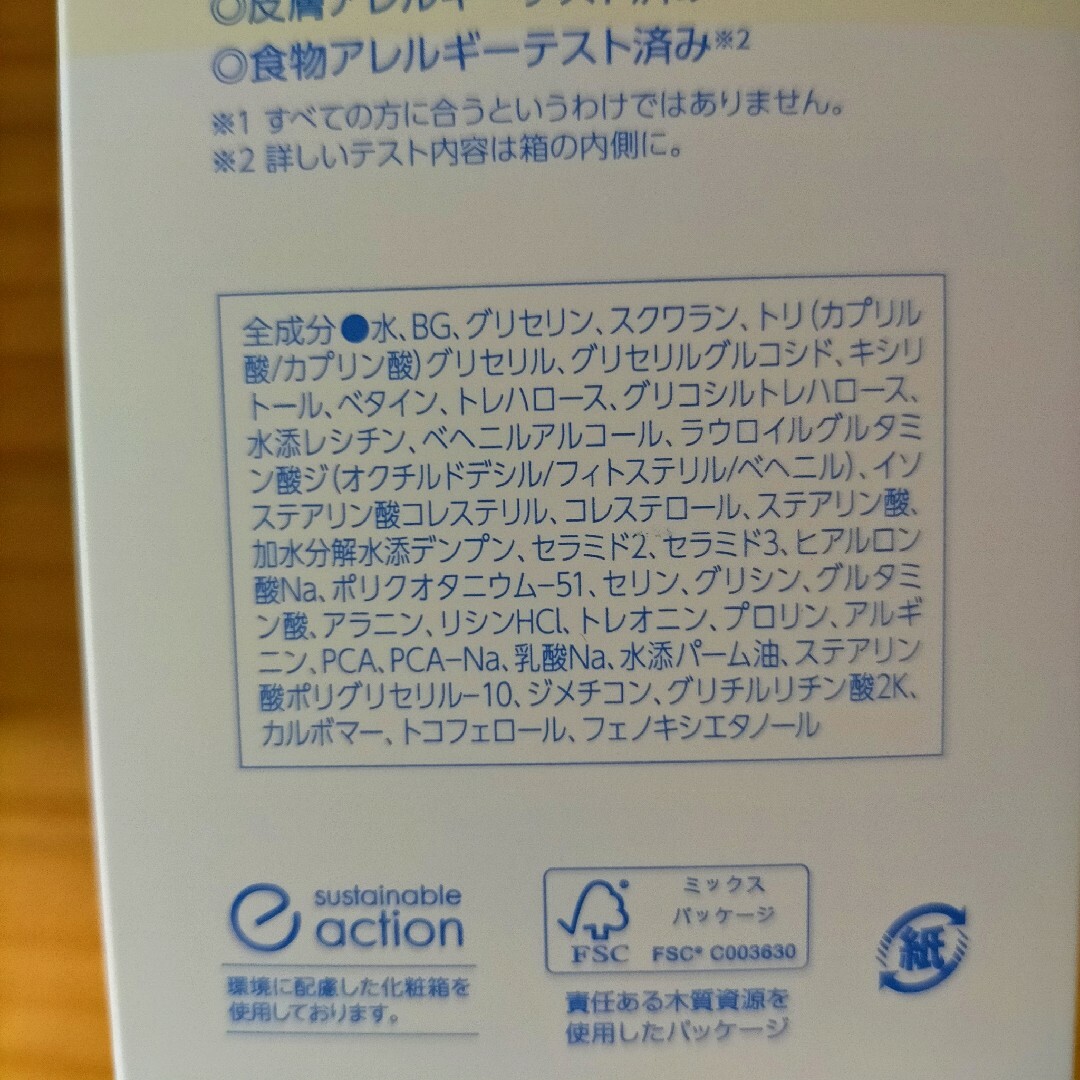 ◎皮膚アレルギーテスト済み
◎食物アレルギーテスト済み※2
※1 すべての方に合うというわけではありません。
※2 詳しいテスト内容は箱の内側に。
全成分●水、BG、グリセリン、スクワラン、トリ(カプリル
酸/カプリン酸)グリセリル、グリセリルグルコシド、キシリ
トール、ベタイン、トレハロース、グリコシルトレハロース、
水添レシチン、ベヘニルアルコール、ラウロイルグルタミ
ン酸ジ(オクチルドデシル/フィトステリル/ベヘニル)、イソ
ステアリン酸コレステリル、コレステロール、ステアリン酸、
加水分解水添デンプン、セラミド2、セラミド3、ヒアルロン
酸Na、ポリクオタニウム-51、セリン、グリシン、グルタミ
ン酸、アラニン、リシンHCl、トレオニン、プロリン、アルギ
ニン、PCA、PCA-Na、乳酸Na、水添パーム油、ステアリン
酸ポリグリセリル-10、ジメチコン、グリチルリチン酸2K、
カルボマー、トコフェロール、フェノキシエタノール
sustainable
action
環境に配慮した化粧箱を
使用しております。
ミックス
パッケージ
FSC FSC® C003630
責任ある木質資源を
使用したパッケージ
紙